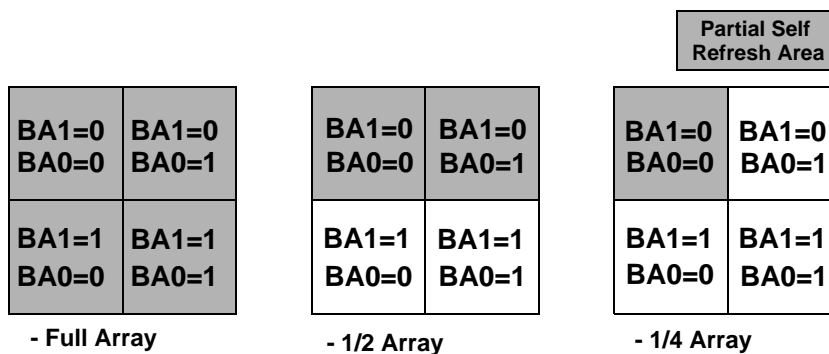 Partial Self
Refresh Area
BA1=0 BA1=0
BA0=0 BA0=1
BA1=1 BA1=1
BA0=0 BA0=1
- Full Array
BA1=0 BA1=0
BA0=0 BA0=1
BA1=1 BA1=1
BA0=0 BA0=1
- 1/2 Array
BA1=0 BA1=0
BA0=0 BA0=1
BA1=1 BA1=1
BA0=0 BA0=1
- 1/4 Array